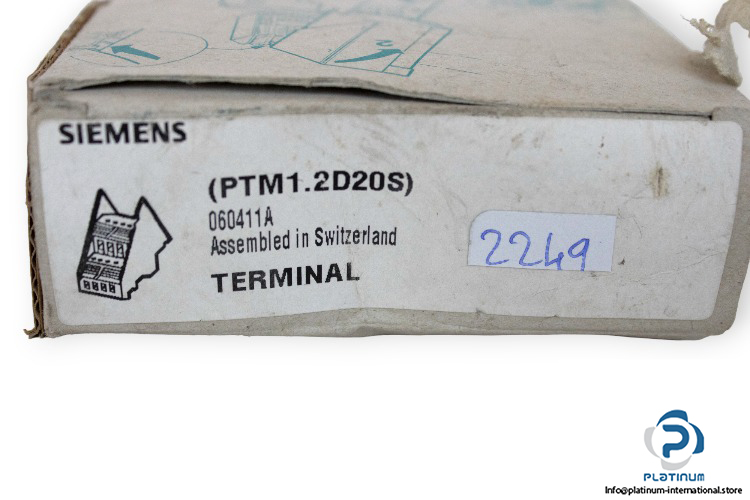 SIEMENS
(PTM1.2D20S)
060411A
Assembled in Switzerland
TERMINAL
2249
PLATINUM
Info@platinum-international.store